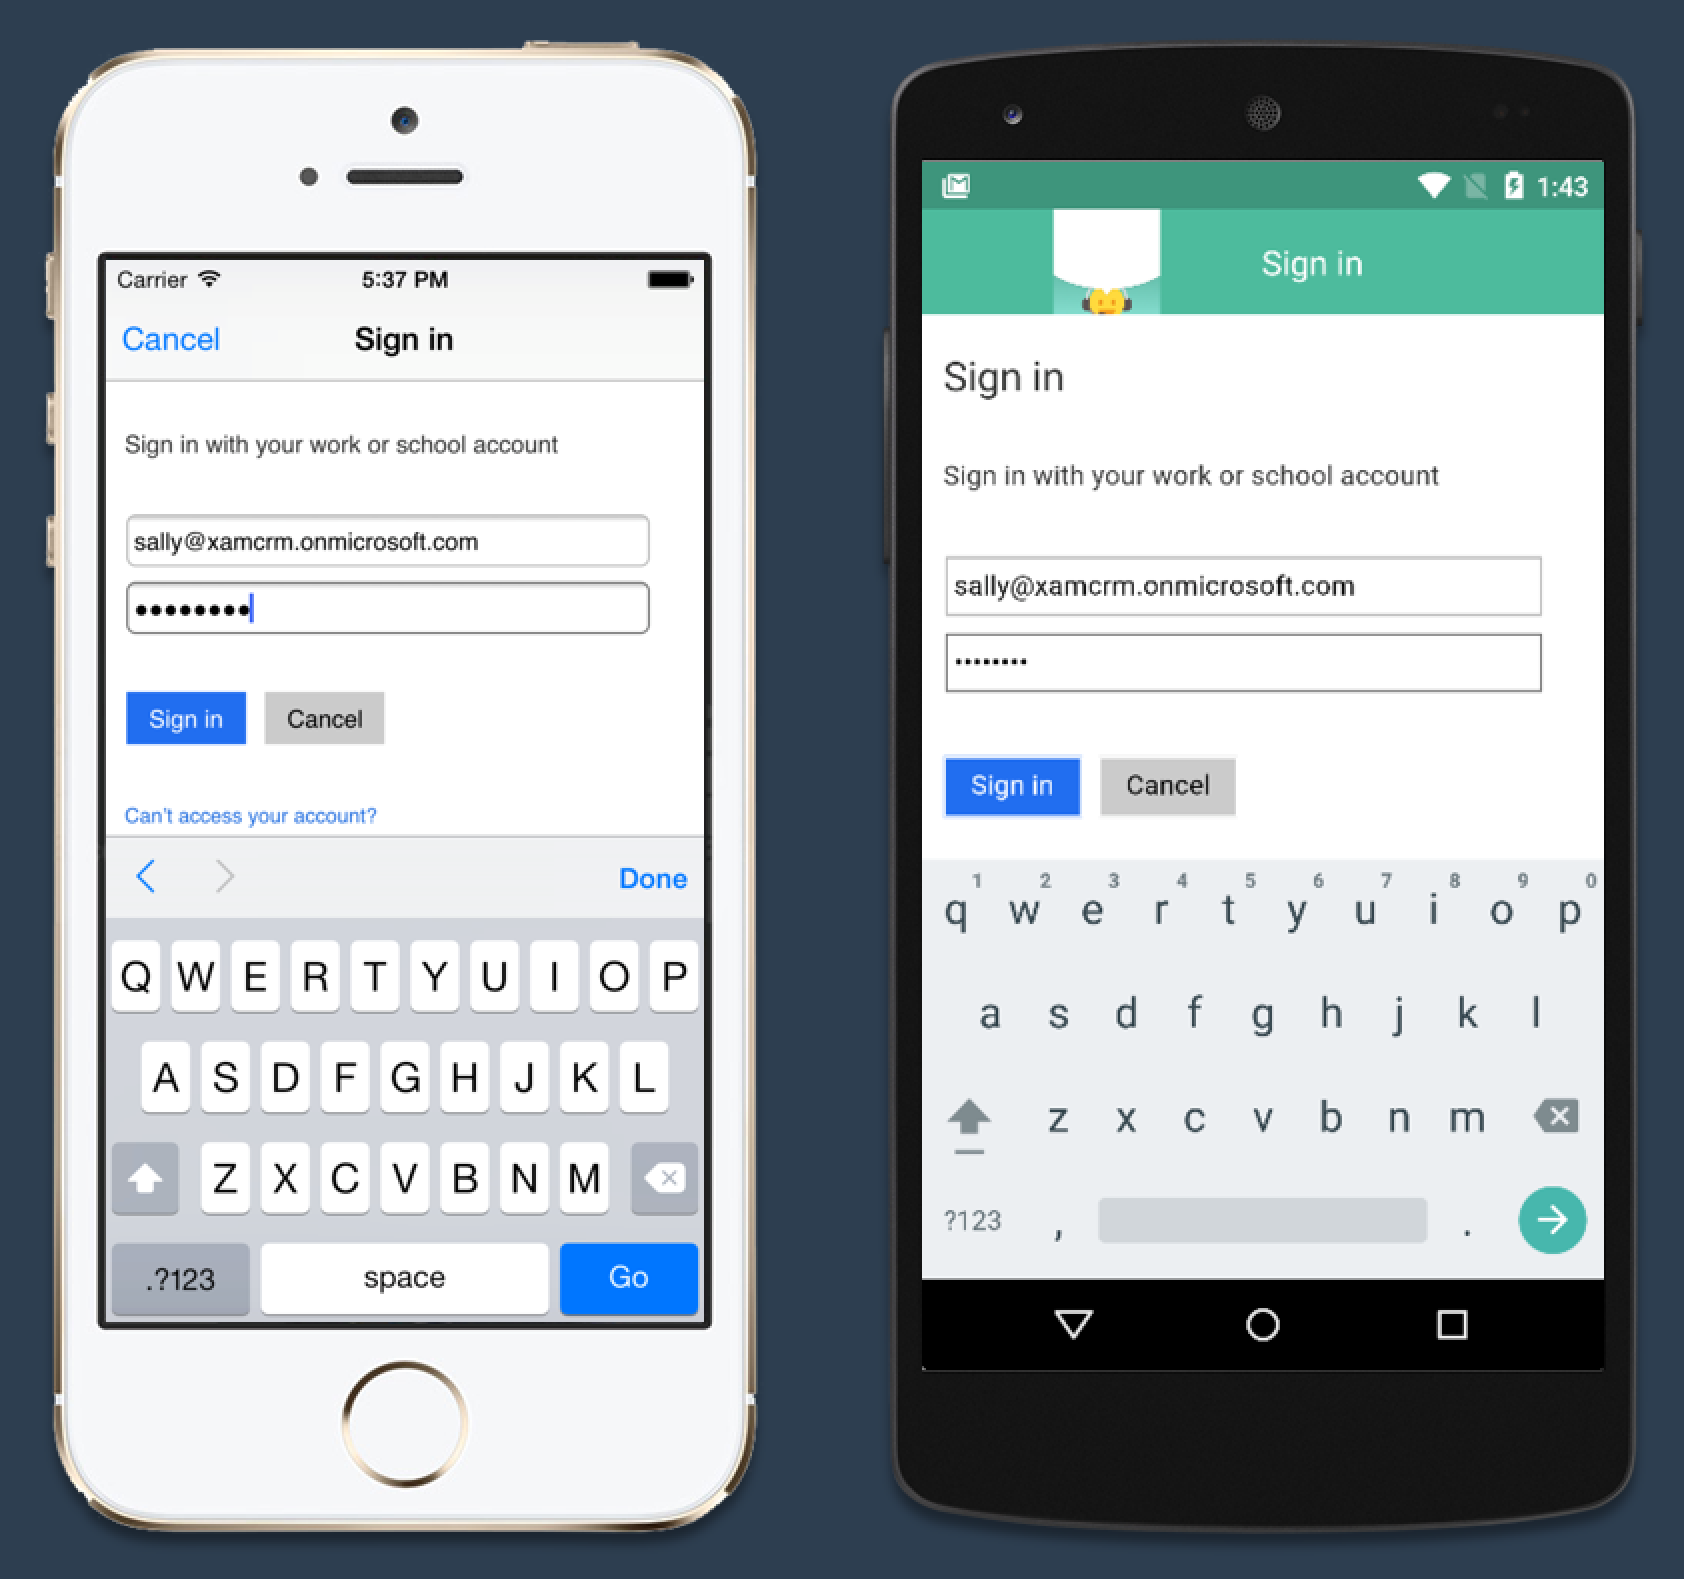 Carrier 5:37 PM
Cancel Sign in
Sign in with your work or school account
sally@xamcrm.onmicrosoft.com
•••••••••
Sign in Cancel
Can't access your account?
Done
Q W E R T Y U I O P
A S D F G H J K L
Z X C V B N M
.?123 space Go
1:43
Sign in
Sign in
Sign in with your work or school account
sally@xamcrm.onmicrosoft.com
••••••••
Sign in Cancel
1 2 3 4 5 6 7 8 9 0
q w e r t y u i o p
a s d f g h j k l
z x c v b n m
?123 , .